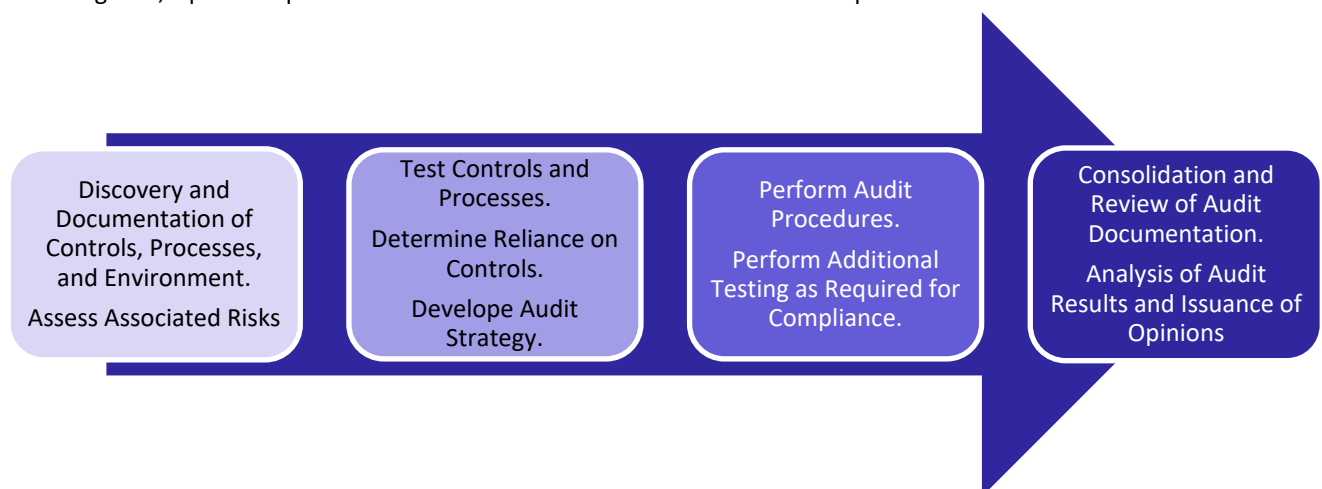 Discovery and
Documentation of
Controls, Processes,
and Environment.
Assess Associated Risks
Test Controls and
Processes.
Determine Reliance on
Controls.
Develope Audit
Strategy.
Perform Audit
Procedures.
Perform Additional
Testing as Required for
Compliance.
Consolidation and
Review of Audit
Documentation.
Analysis of Audit
Results and Issuance of
Opinions